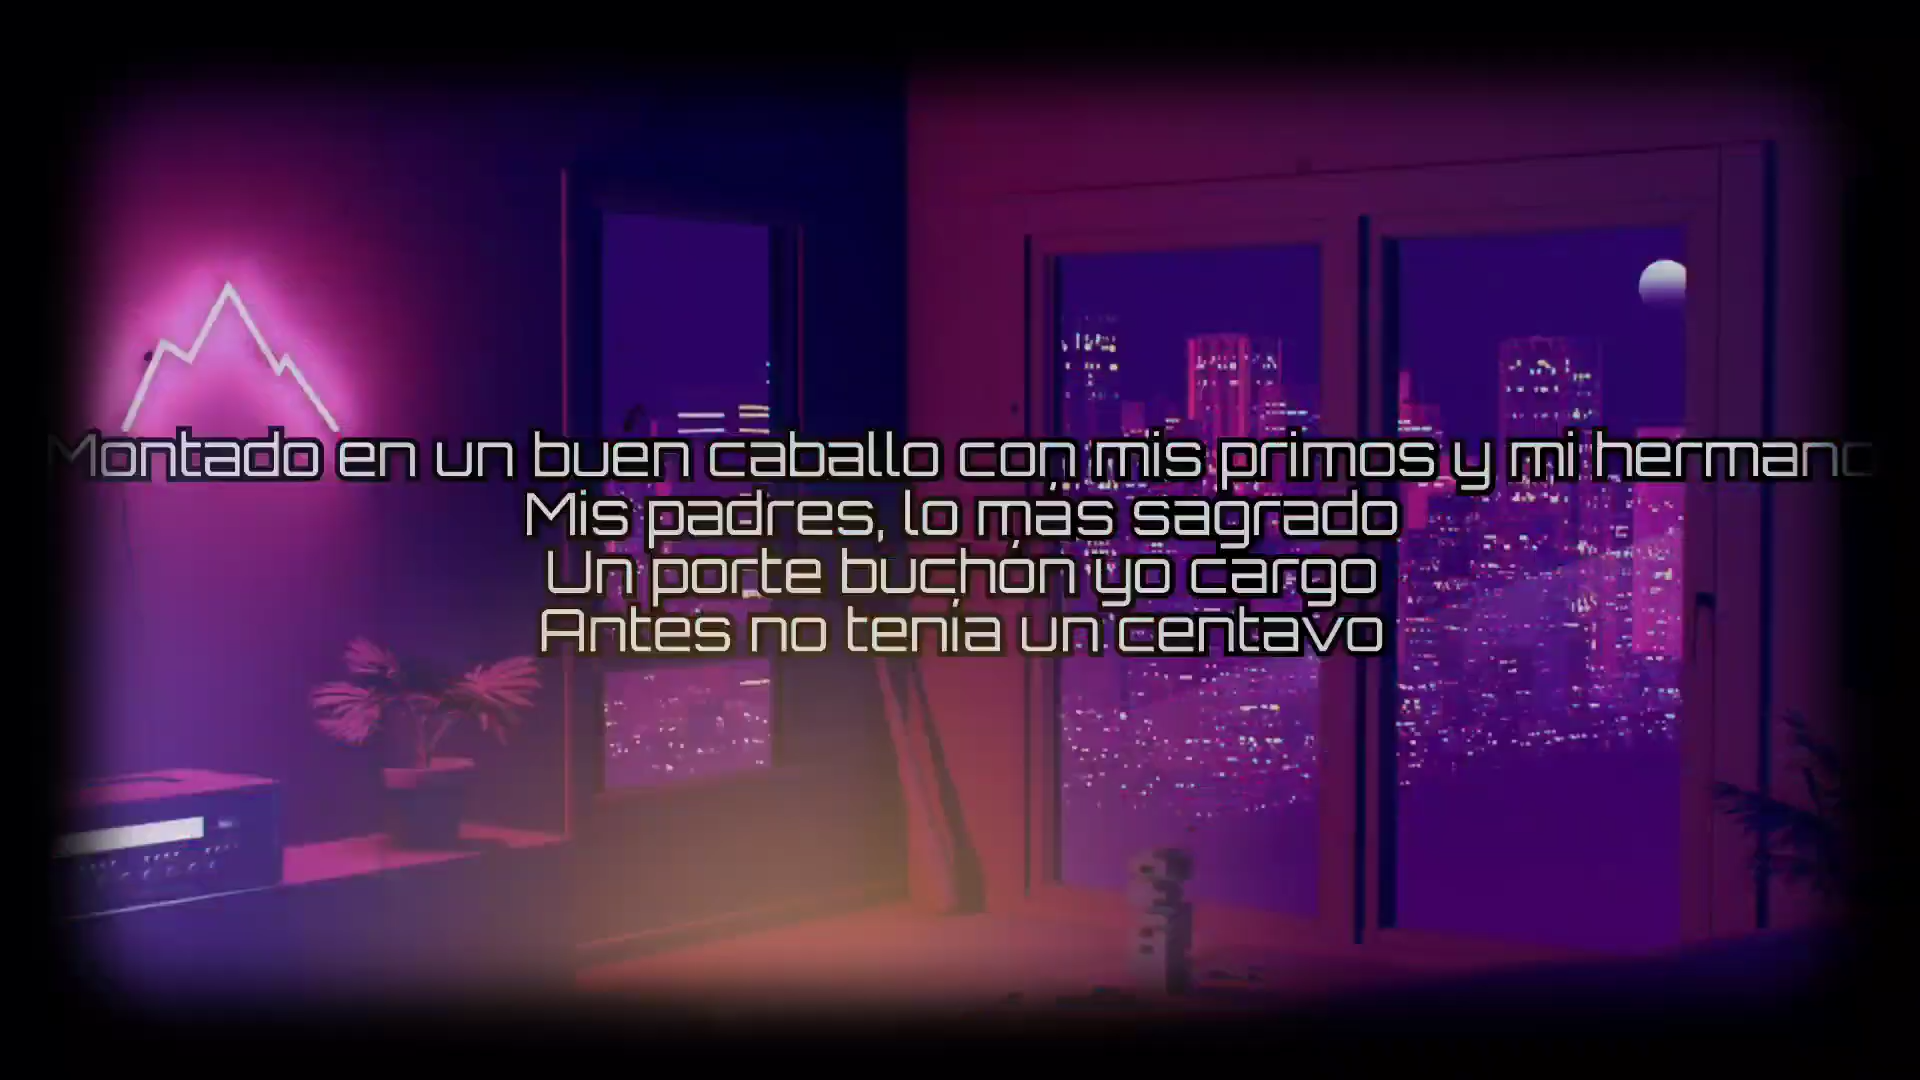 Montado en un buen caballo con mis primos y mi hermano
Mis padres, lo más sagrado
Un porte buchón yo cargo
Antes no tenía un centavo